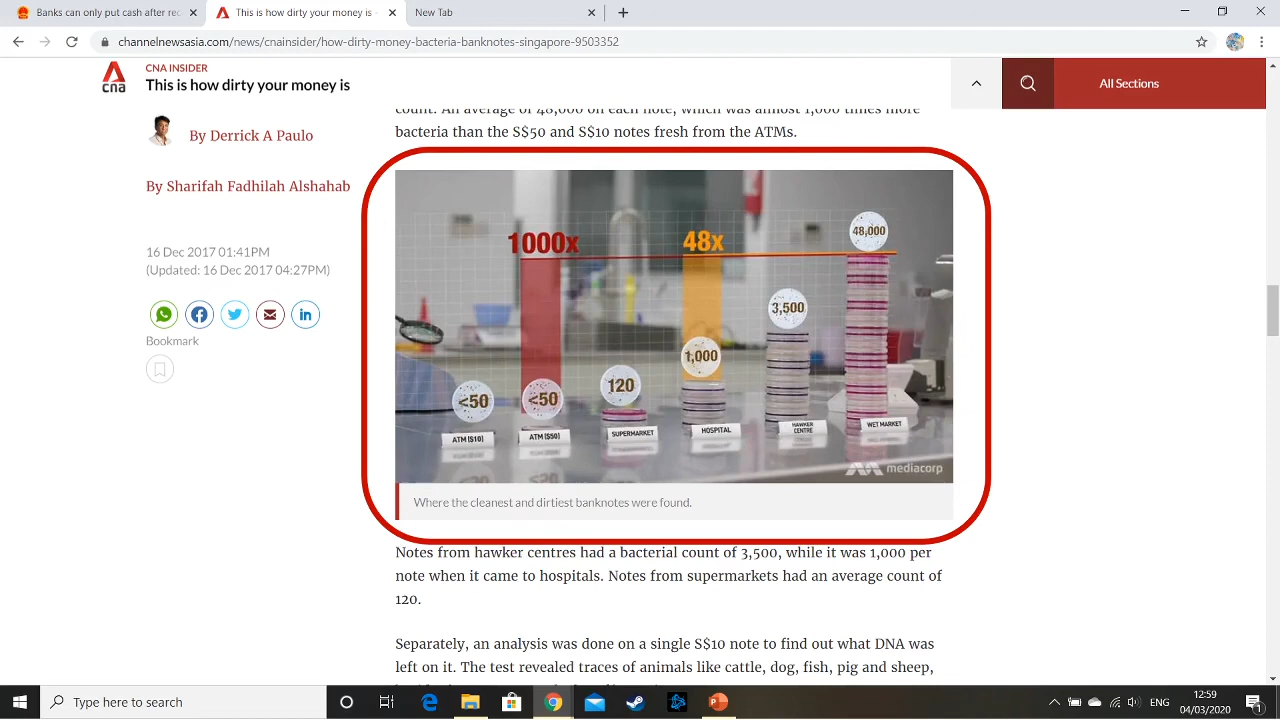 Banks can only put cash after rec
This is how dirty your money is
New Tab
12:59
channelnewsasia.com/news/cnainsider/how-dirty-money-bacteria-banknotes-singapore-9503352
cna
CNA INSIDER
This is how dirty your money is
All Sections
By Derrick A Paulo
By Sharifah Fadhilah Alshahab
16 Dec 2017 01:41PM
(Updated: 16 Dec 2017 04:27PM)
Bookmark
count. An average of 48,000 on each note, which was almost 1,000 times more
bacteria than the S$50 and S$10 notes fresh from the ATMs.
1000x
48x
48,000
3,500
1,000
120
<50
<50
ATM ($10)
ATM ($50)
SUPERMARKET
HOSPITAL
HAWKER
CENTRE
WET MARKET
mediacorp
Where the cleanest and dirtiest banknotes were found.
Notes from hawker centres had a bacterial count of 3,500, while it was 1,000 per
note when it came to hospitals. Notes from supermarkets had an average count of
120.
Separately, an analysis was done on a single S$10 note to find out what DNA was
left on it. The test revealed traces of animals like cattle, dog, fish, pig and sheep,
Type here to search
ENG
12:59
04/03/2020